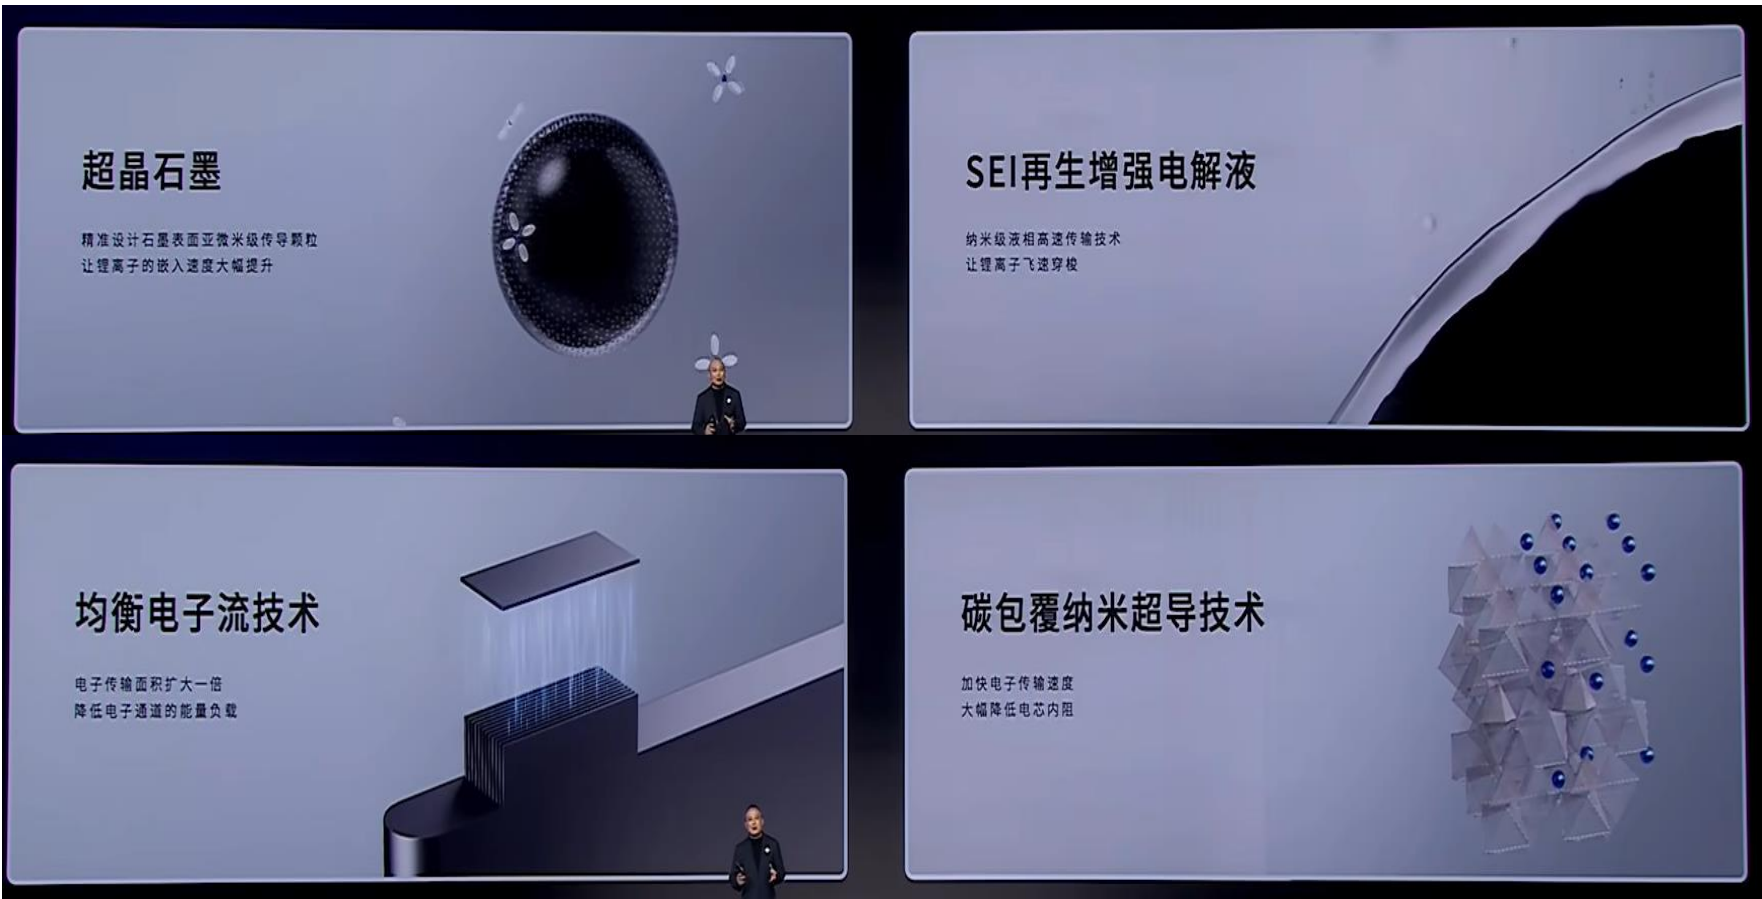 超晶石墨
精准设计石墨表面亚微米级传导颗粒
让锂离子的嵌入速度大幅提升
SEI再生增强电解液
纳米级液相高速传输技术
让锂离子飞速穿梭
均衡电子流技术
电子传输面积扩大一倍
降低电子通道的能量负载
碳包覆纳米超导技术
加快电子传输速度
大幅降低电芯内阻